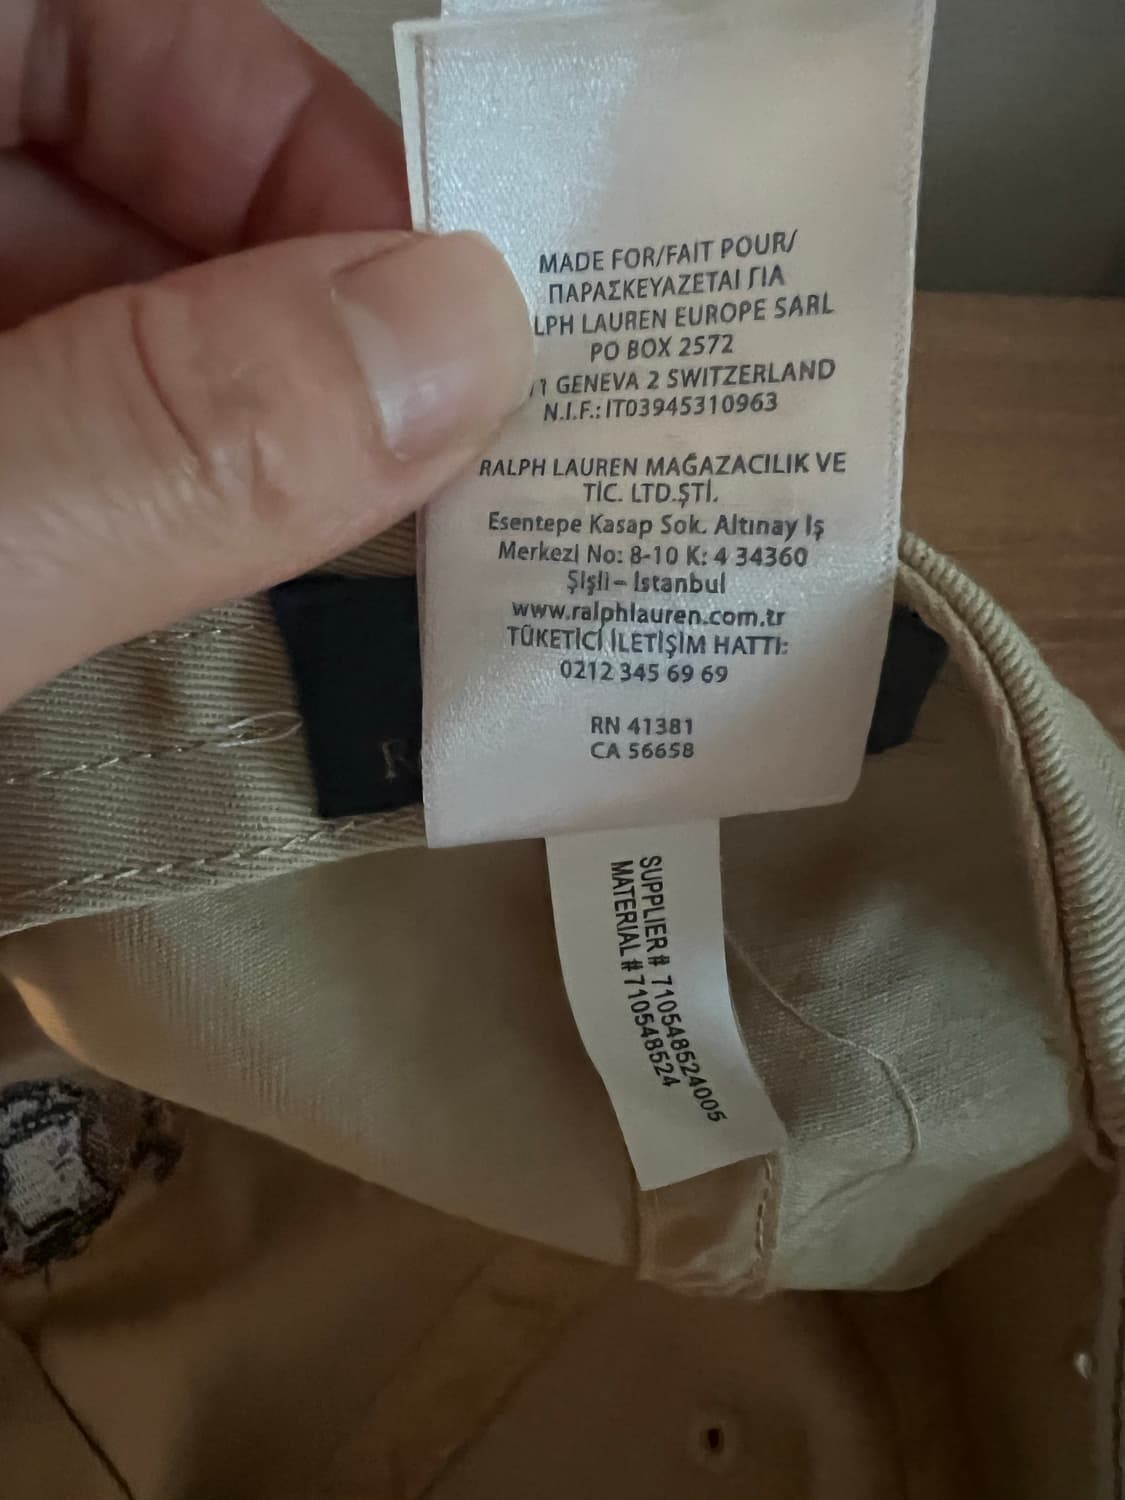 MADE FOR/FAIT POUR/
ΠΑΡΑΣΚΕΥΑΖΕΤΑΙ ΓΙΑ
LPH LAUREN EUROPE SARL
PO BOX 2572
1 GENEVA 2 SWITZERLAND
N.I.F.: IT03945310963
RALPH LAUREN MAĞAZACILIK VE
TİC. LTD.ŞTİ.
Esentepe Kasap Sok. Altınay Iş
Merkezi No: 8-10 K: 4 34360
Şişli - İstanbul
www.ralphlauren.com.tr
TÜKETİCİ İLETİŞİM HATTI:
0212 345 69 69
RN 41381
CA 56658
SUPPLIER # 710548524005
MATERIAL # 710548524